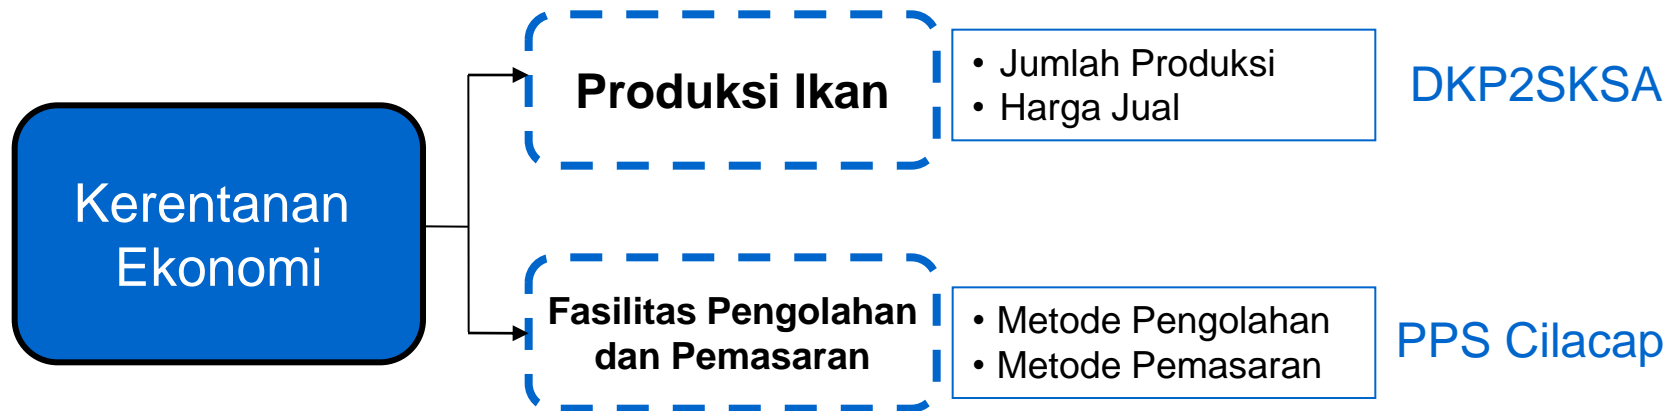 Kerentanan
Ekonomi
Produksi Ikan
• Jumlah Produksi
• Harga Jual
DKP2SKSA
Fasilitas Pengolahan
dan Pemasaran
• Metode Pengolahan
• Metode Pemasaran
PPS Cilacap